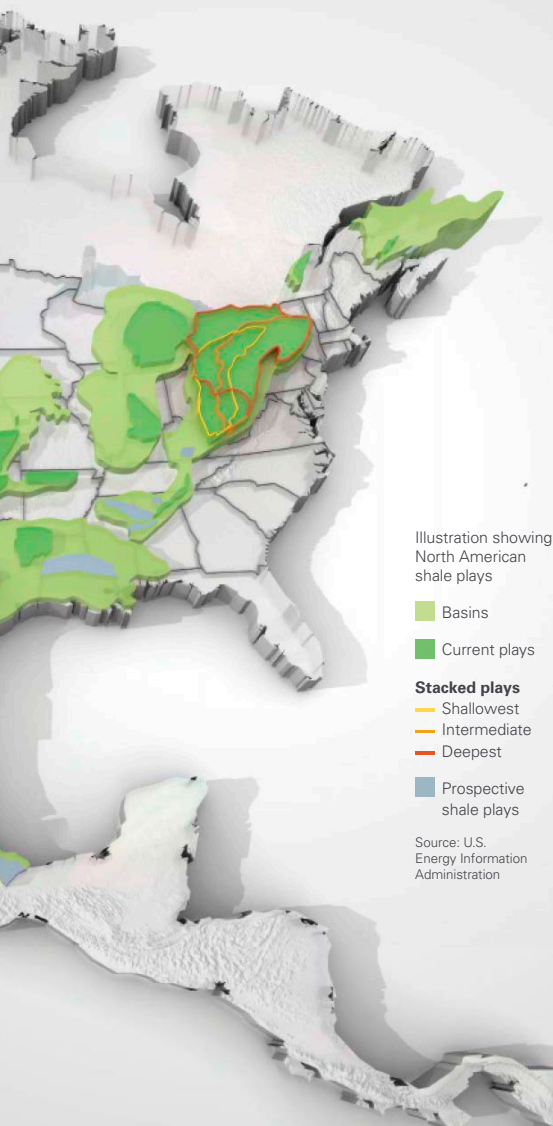 Illustration showing
North American
shale plays
Basins
Current plays
Stacked plays
Shallowest
Intermediate
Deepest
Prospective
shale plays
Source: U.S.
Energy Information
Administration